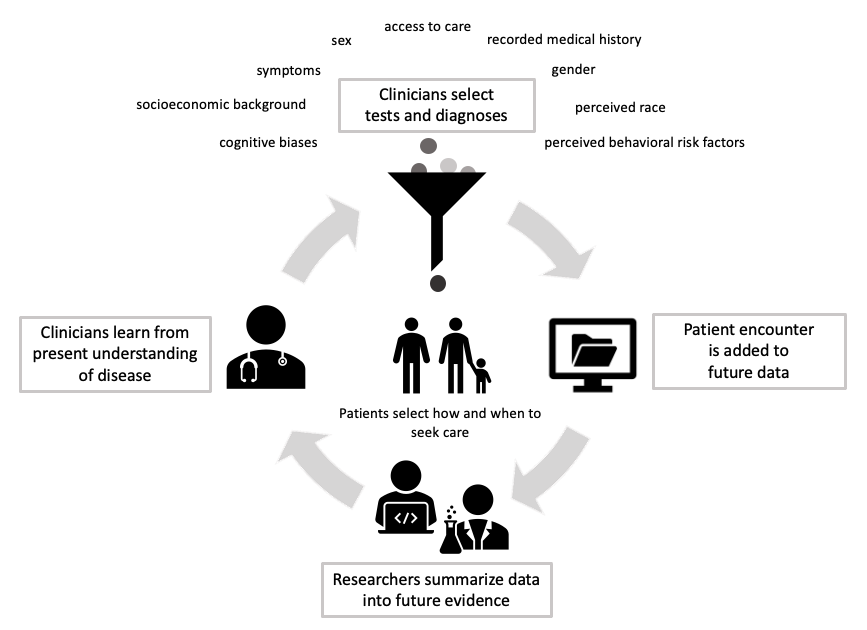 access to care
sex
recorded medical history
symptoms
gender
Clinicians select
tests and diagnoses
socioeconomic background
perceived race
cognitive biases
perceived behavioral risk factors
Clinicians learn from
present understanding
of disease
Patient encounter
is added to
future data
Patients select how and when to
seek care
</>
Researchers summarize data
into future evidence